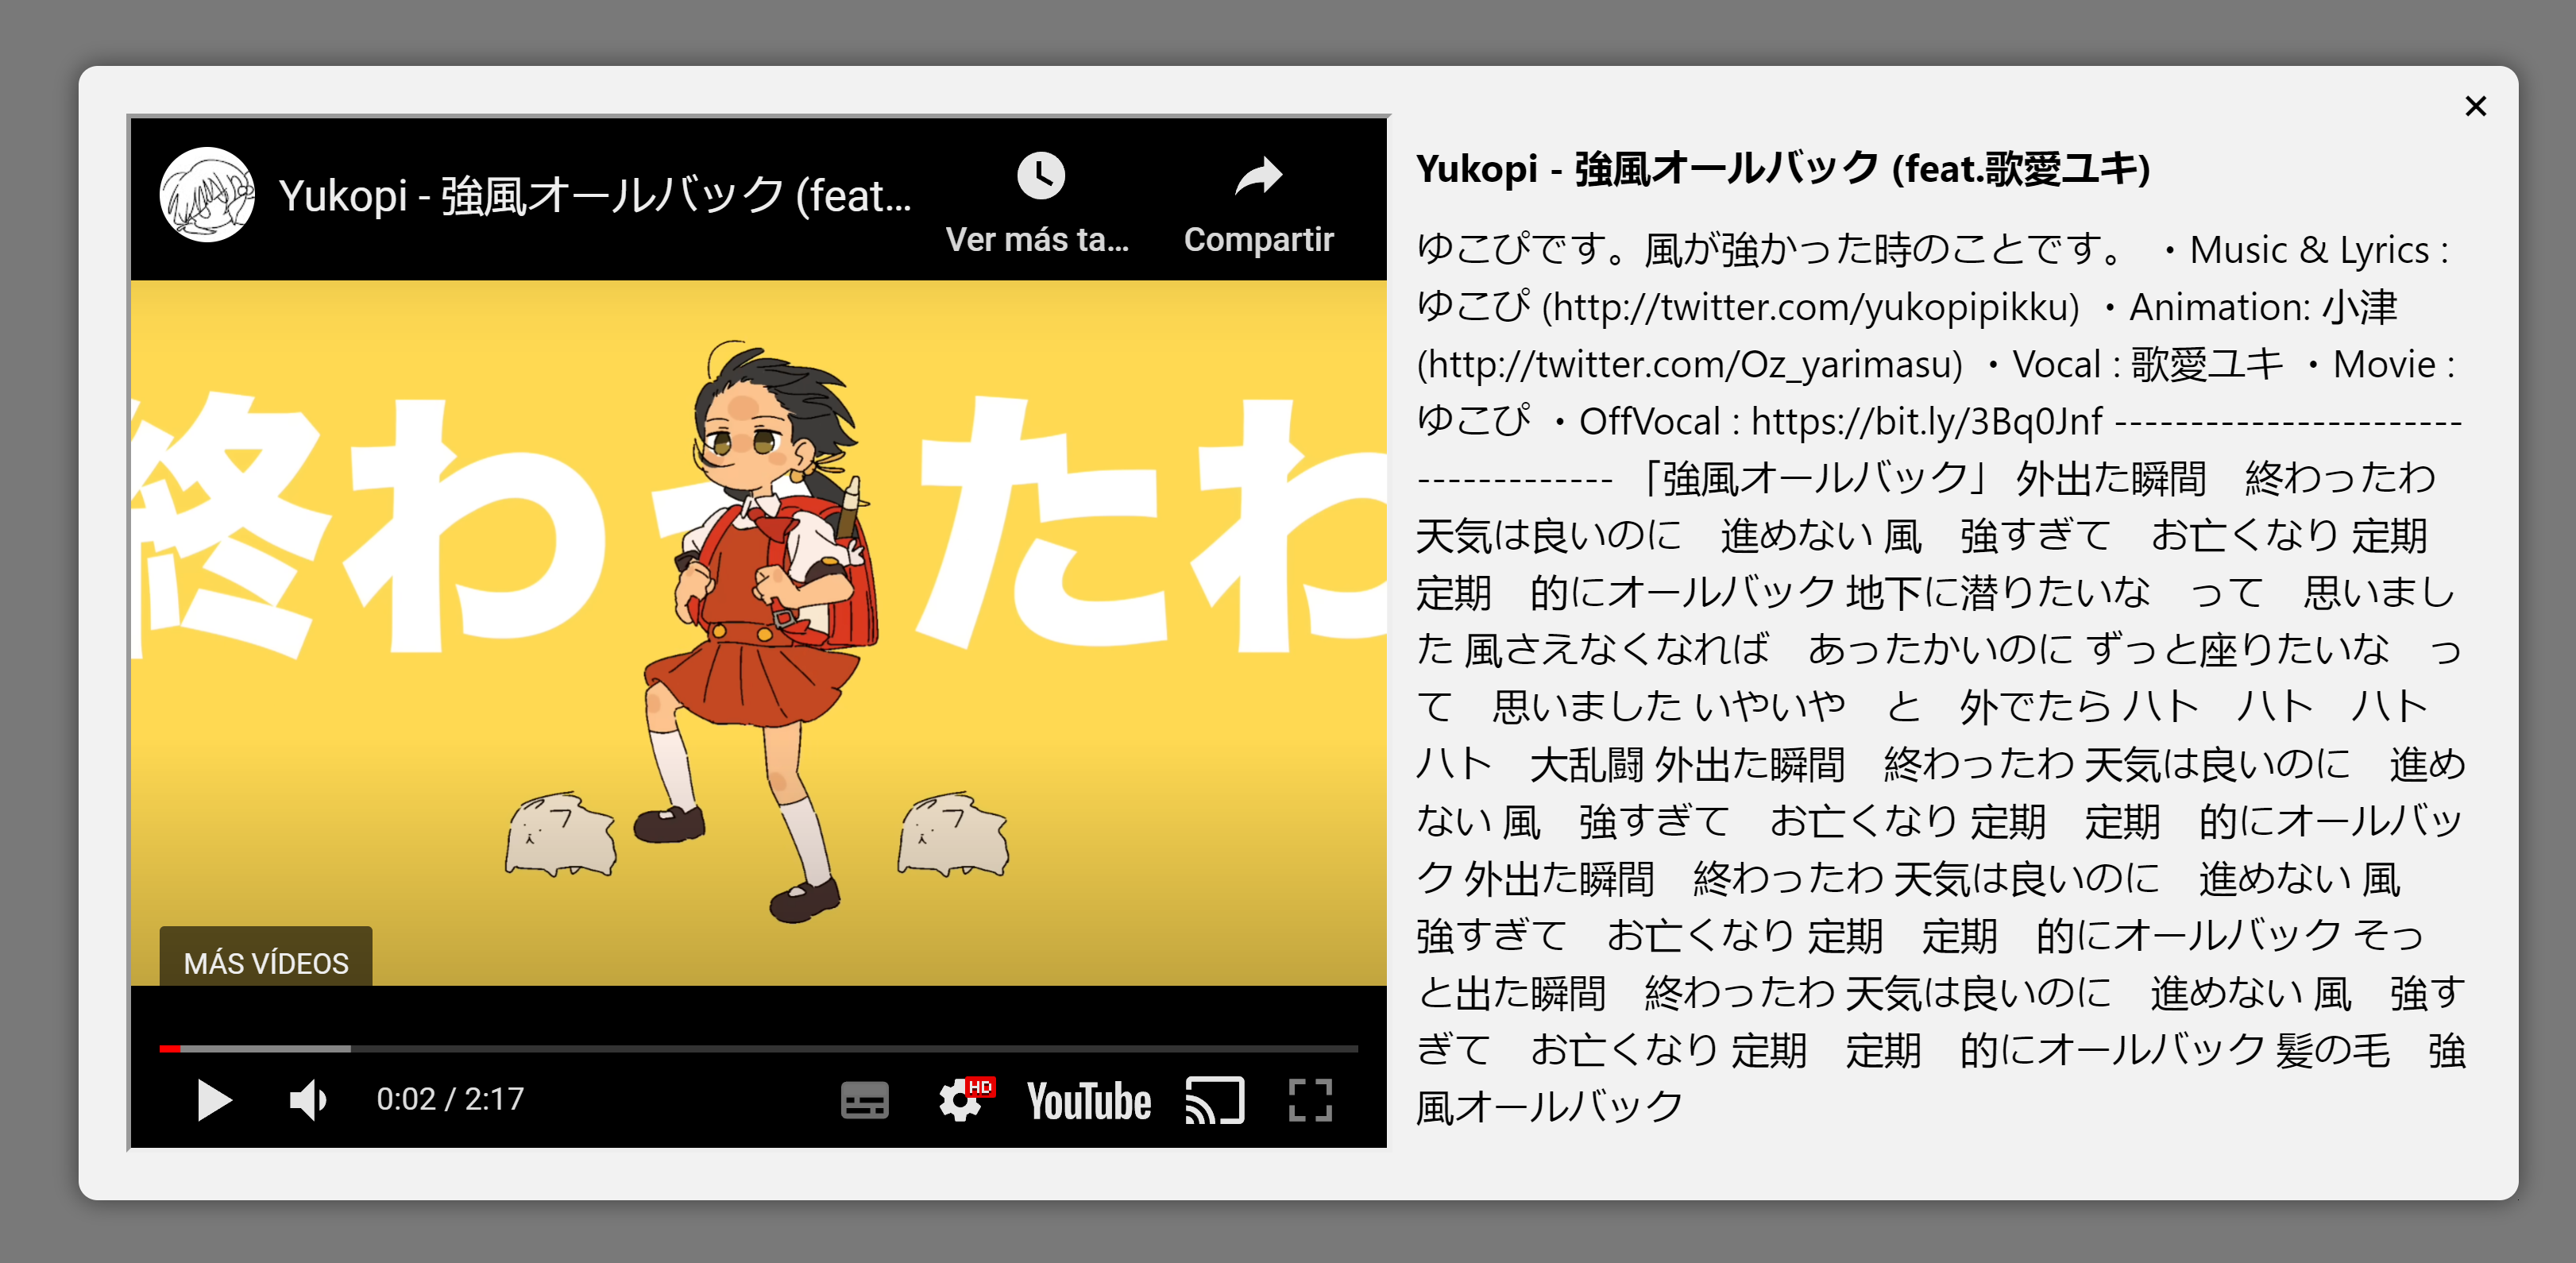 Yukopi - 強風オールバック (feat...
Ver más ta...
Compartir
終わったわ
MÁS VÍDEOS
0:02 / 2:17
HD
YouTube
×
Yukopi - 強風オールバック (feat.歌愛ユキ)
ゆこぴです。風が強かった時のことです。 ・Music & Lyrics :
ゆこぴ (http://twitter.com/yukopipikku) ・Animation: 小津
(http://twitter.com/Oz_yarimasu) ・Vocal : 歌愛ユキ ・Movie :
ゆこぴ ・OffVocal : https://bit.ly/3Bq0Jnf -----------------------
------------- 「強風オールバック」 外出た瞬間　終わったわ
天気は良いのに　進めない 風　強すぎて　お亡くなり 定期
定期　的にオールバック 地下に潜りたいな　って　思いまし
た 風さえなくなれば　あったかいのに ずっと座りたいな　っ
て　思いました いやいや　と　外でたら ハト　ハト　ハト
ハト　大乱闘 外出た瞬間　終わったわ 天気は良いのに　進め
ない 風　強すぎて　お亡くなり 定期　定期　的にオールバッ
ク 外出た瞬間　終わったわ 天気は良いのに　進めない 風
強すぎて　お亡くなり 定期　定期　的にオールバック そっ
と出た瞬間　終わったわ 天気は良いのに　進めない 風　強す
ぎて　お亡くなり 定期　定期　的にオールバック 髪の毛　強
風オールバック